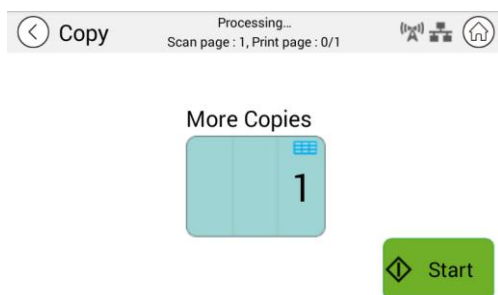 Copy
Processing...
Scan page : 1, Print page : 0/1
More Copies
1
Start